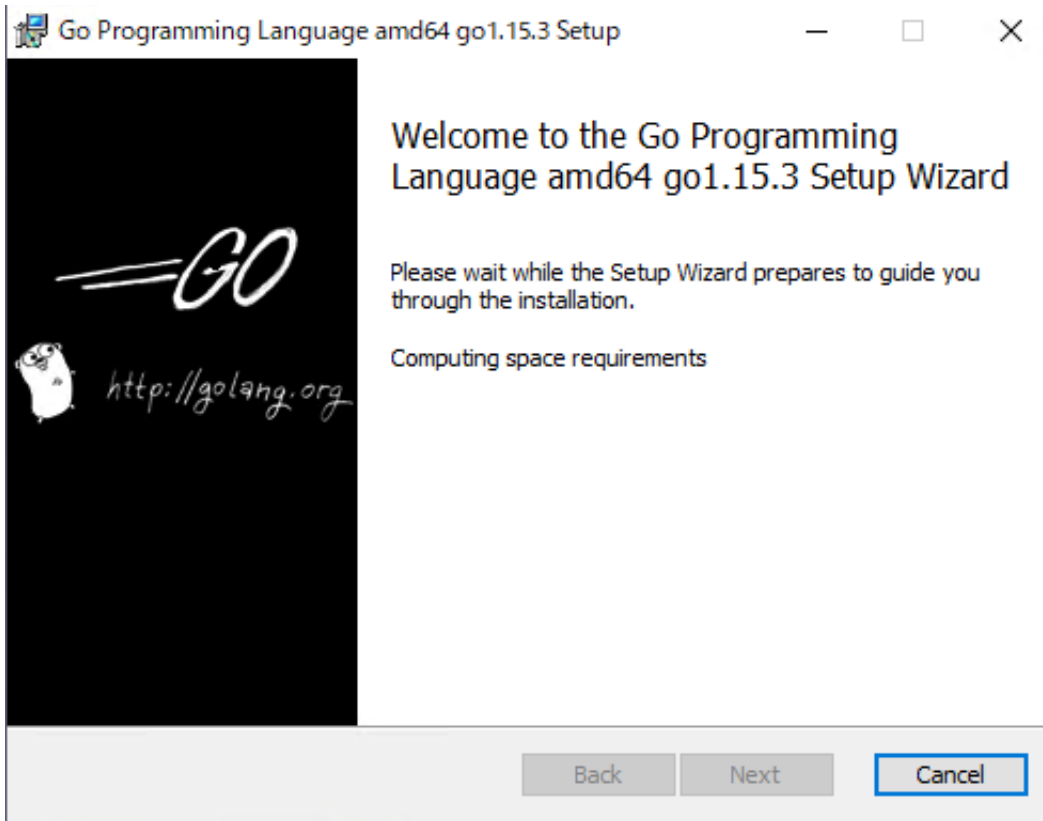 Go Programming Language amd64 go1.15.3 Setup
Welcome to the Go Programming
Language amd64 go1.15.3 Setup Wizard
Please wait while the Setup Wizard prepares to guide you
through the installation.
Computing space requirements
GO
http://golang.org
Back
Next
Cancel